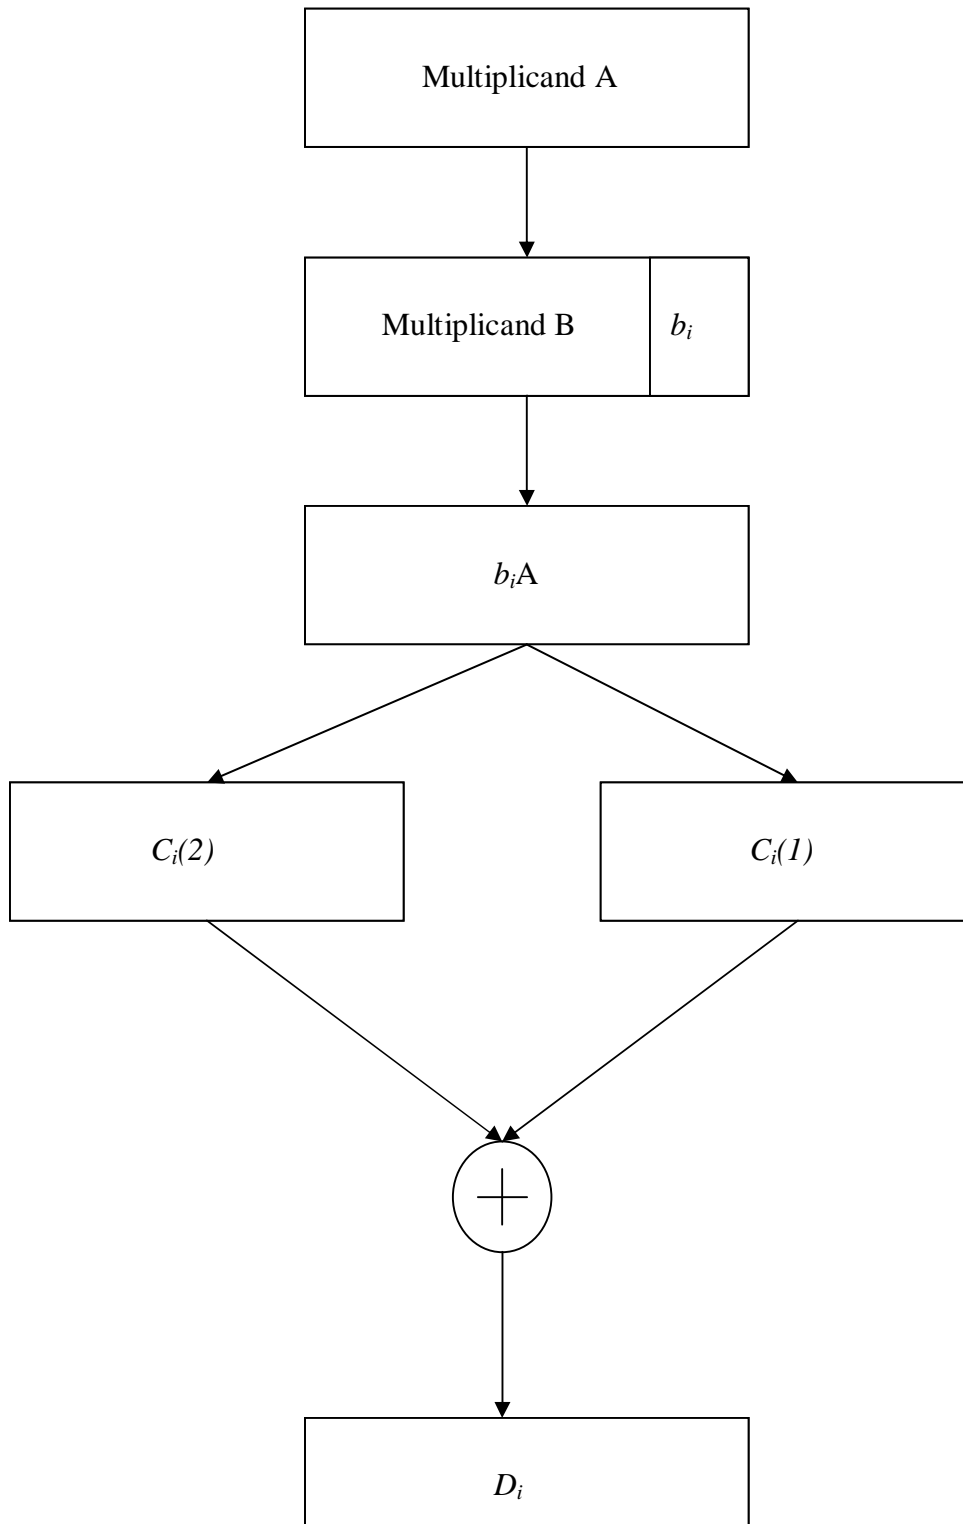 Multiplicand A
Multiplicand B
bᵢ
bᵢA
Cᵢ(2)
Cᵢ(1)
Dᵢ